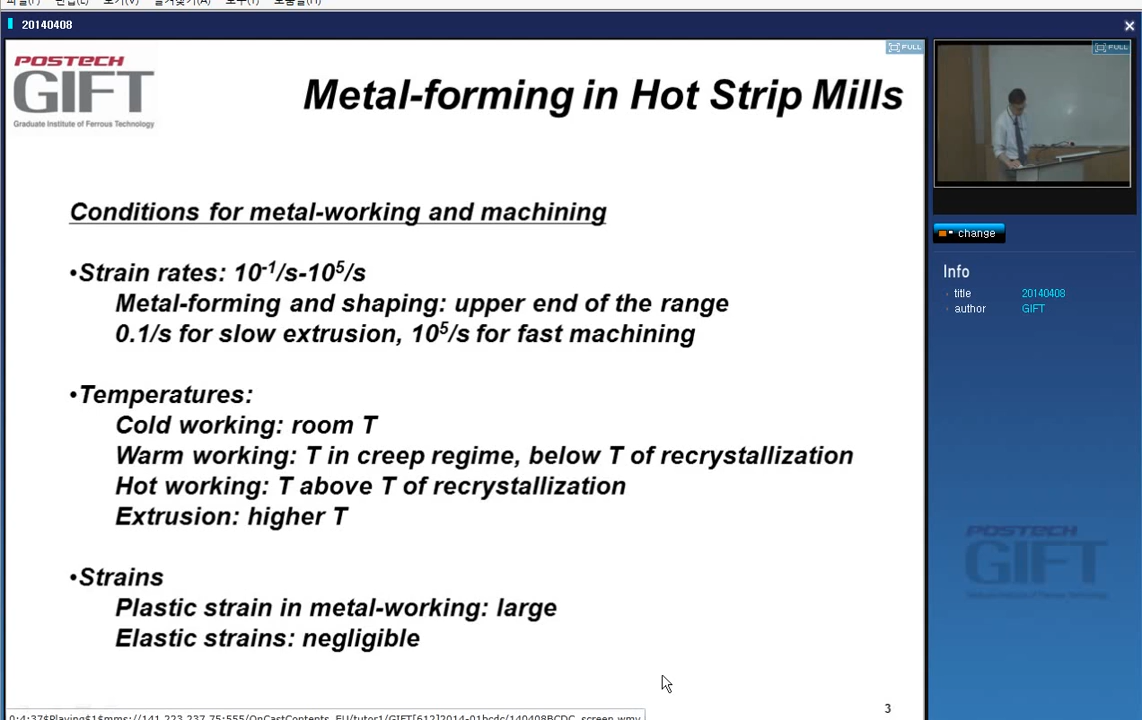 20140408
POSTECH
GIFT
Graduate Institute of Ferrous Technology
FULL
Metal-forming in Hot Strip Mills
Conditions for metal-working and machining
•Strain rates: 10⁻¹/s-10⁵/s
Metal-forming and shaping: upper end of the range
0.1/s for slow extrusion, 10⁵/s for fast machining
•Temperatures:
Cold working: room T
Warm working: T in creep regime, below T of recrystallization
Hot working: T above T of recrystallization
Extrusion: higher T
•Strains
Plastic strain in metal-working: large
Elastic strains: negligible
3
FULL
change
Info
title 20140408
author GIFT
POSTECH
GIFT